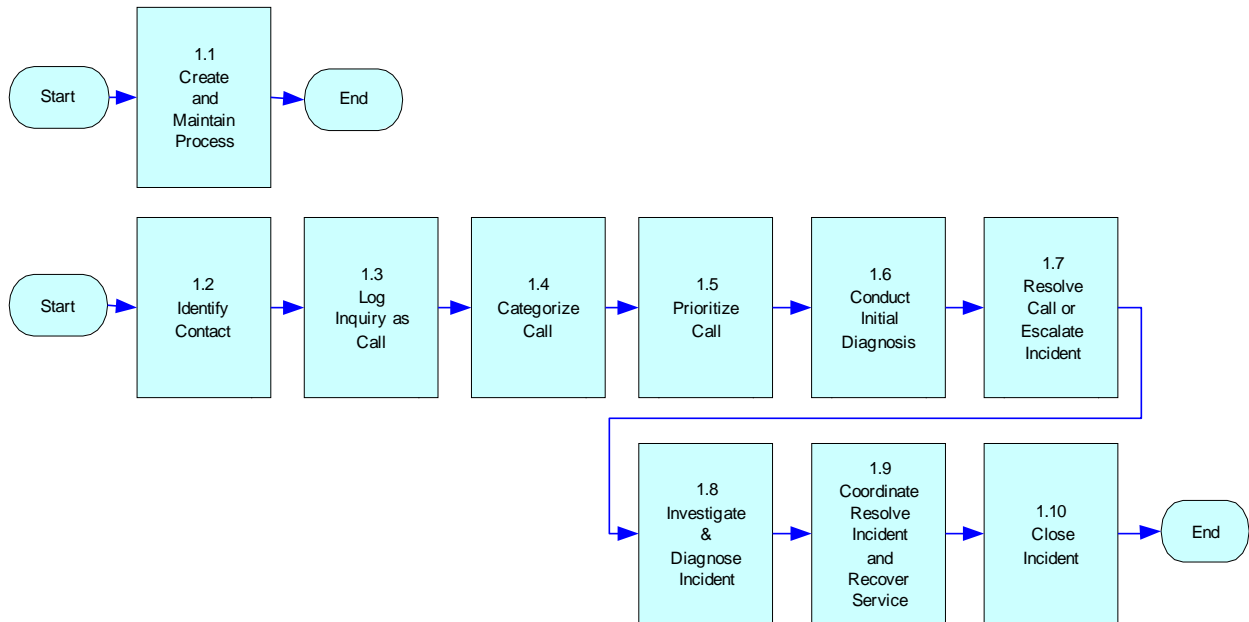 Start
1.1
Create
and
Maintain
Process
End
Start
1.2
Identify
Contact
1.3
Log
Inquiry as
Call
1.4
Categorize
Call
1.5
Prioritize
Call
1.6
Conduct
Initial
Diagnosis
1.7
Resolve
Call or
Escalate
Incident
1.8
Investigate
&
Diagnose
Incident
1.9
Coordinate
Resolve
Incident
and
Recover
Service
1.10
Close
Incident
End